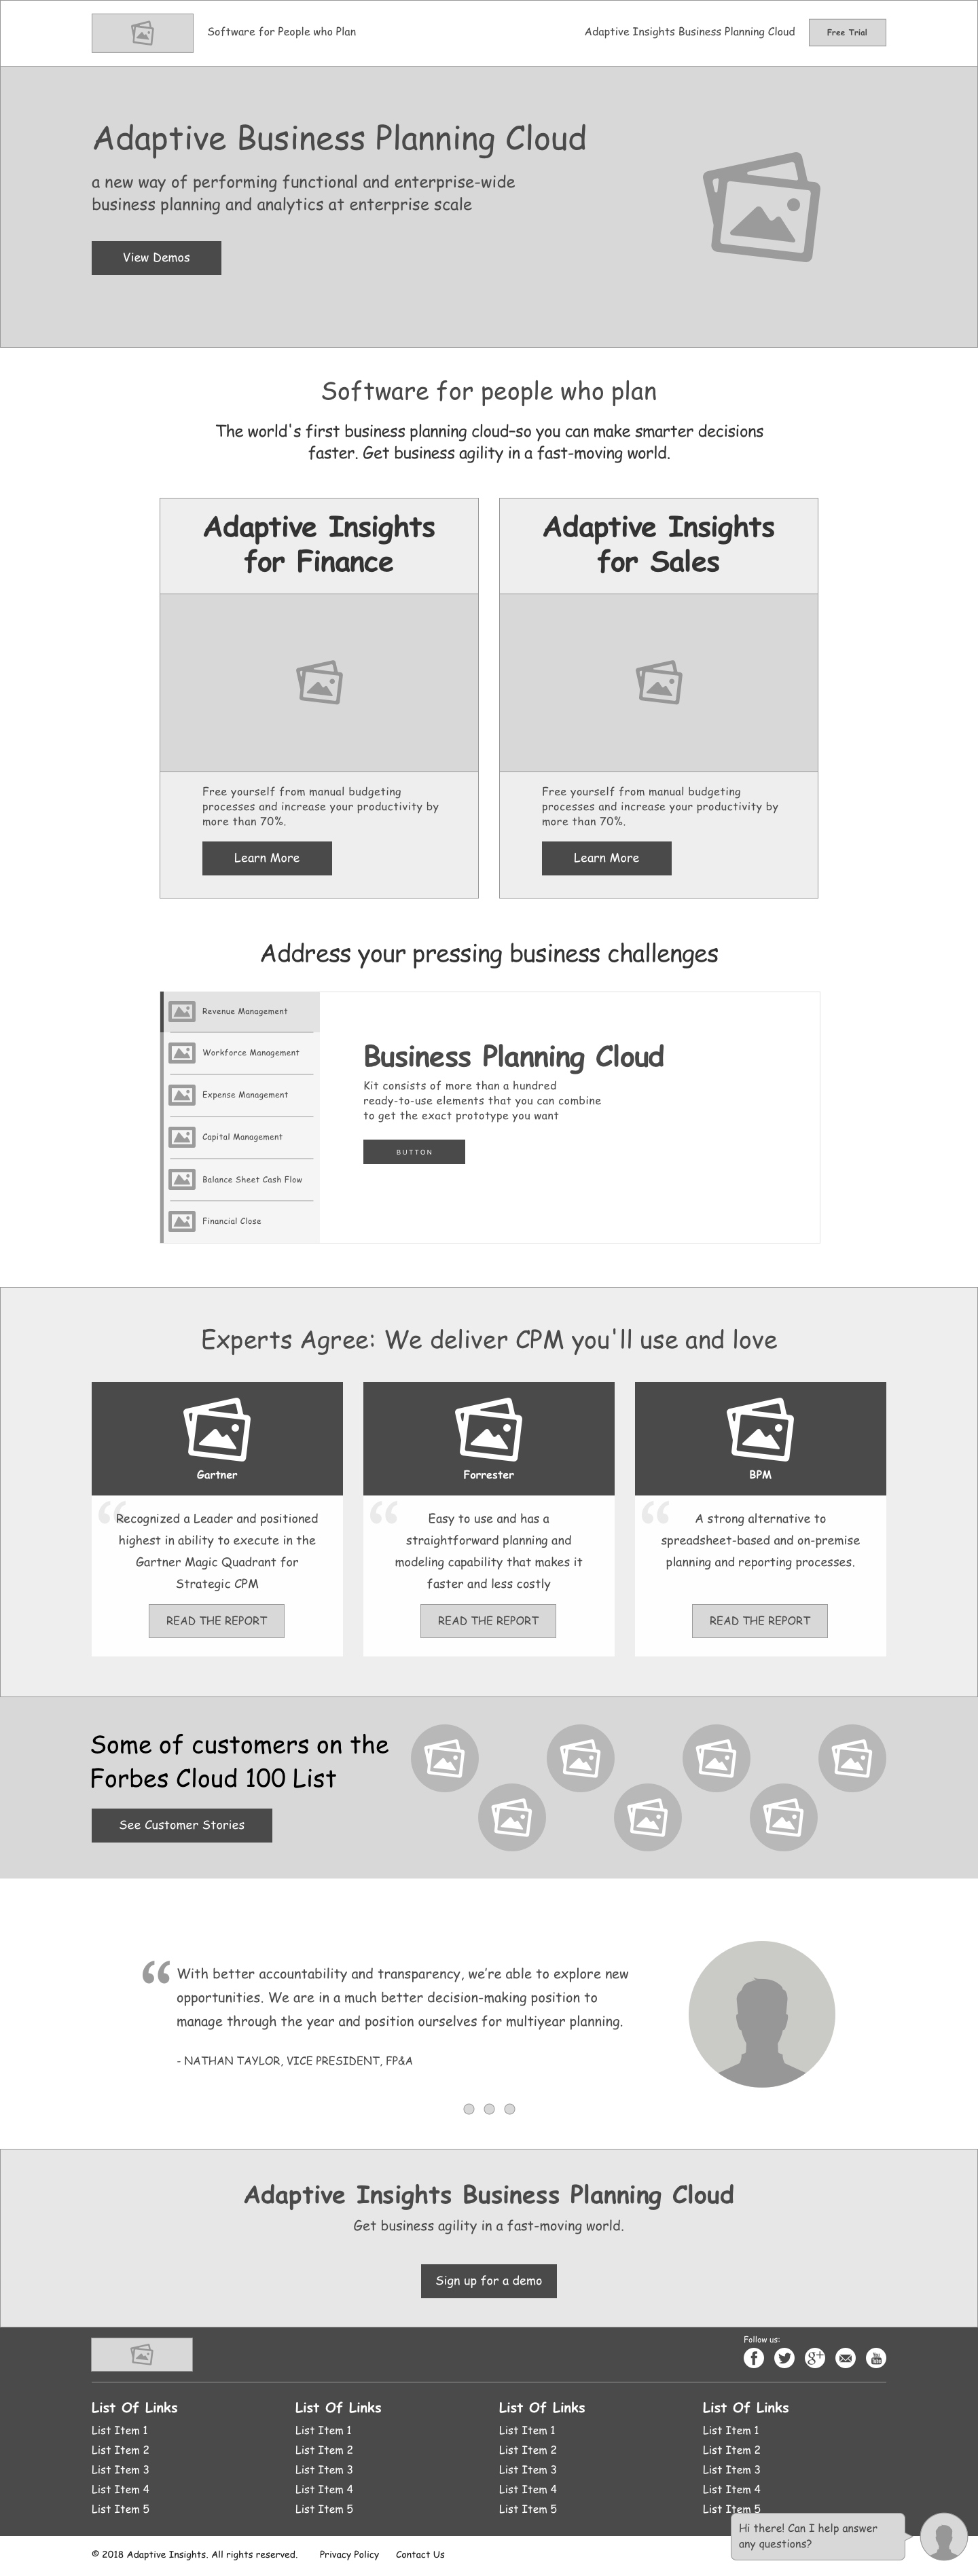 Software for People who Plan
Adaptive Insights Business Planning Cloud
Free Trial
Adaptive Business Planning Cloud
a new way of performing functional and enterprise-wide
business planning and analytics at enterprise scale
View Demos
Software for people who plan
The world's first business planning cloud–so you can make smarter decisions
faster. Get business agility in a fast-moving world.
Adaptive Insights
for Finance
Free yourself from manual budgeting
processes and increase your productivity by
more than 70%.
Learn More
Adaptive Insights
for Sales
Free yourself from manual budgeting
processes and increase your productivity by
more than 70%.
Learn More
Address your pressing business challenges
Revenue Management
Workforce Management
Expense Management
Capital Management
Balance Sheet Cash Flow
Financial Close
Business Planning Cloud
Kit consists of more than a hundred
ready-to-use elements that you can combine
to get the exact prototype you want
BUTTON
Experts Agree: We deliver CPM you'll use and love
Gartner
“
Recognized a Leader and positioned
highest in ability to execute in the
Gartner Magic Quadrant for
Strategic CPM
READ THE REPORT
Forrester
“
Easy to use and has a
straightforward planning and
modeling capability that makes it
faster and less costly
READ THE REPORT
BPM
“
A strong alternative to
spreadsheet-based and on-premise
planning and reporting processes.
READ THE REPORT
Some of customers on the
Forbes Cloud 100 List
See Customer Stories
“ With better accountability and transparency, we’re able to explore new
opportunities. We are in a much better decision-making position to
manage through the year and position ourselves for multiyear planning.
- NATHAN TAYLOR, VICE PRESIDENT, FP&A
Adaptive Insights Business Planning Cloud
Get business agility in a fast-moving world.
Sign up for a demo
Follow us:
f
g+
You
Tube
List Of Links
List Item 1
List Item 2
List Item 3
List Item 4
List Item 5
List Of Links
List Item 1
List Item 2
List Item 3
List Item 4
List Item 5
List Of Links
List Item 1
List Item 2
List Item 3
List Item 4
List Item 5
List Of Links
List Item 1
List Item 2
List Item 3
List Item 4
List Item 5
Hi there! Can I help answer
any questions?
© 2018 Adaptive Insights. All rights reserved.
Privacy Policy
Contact Us